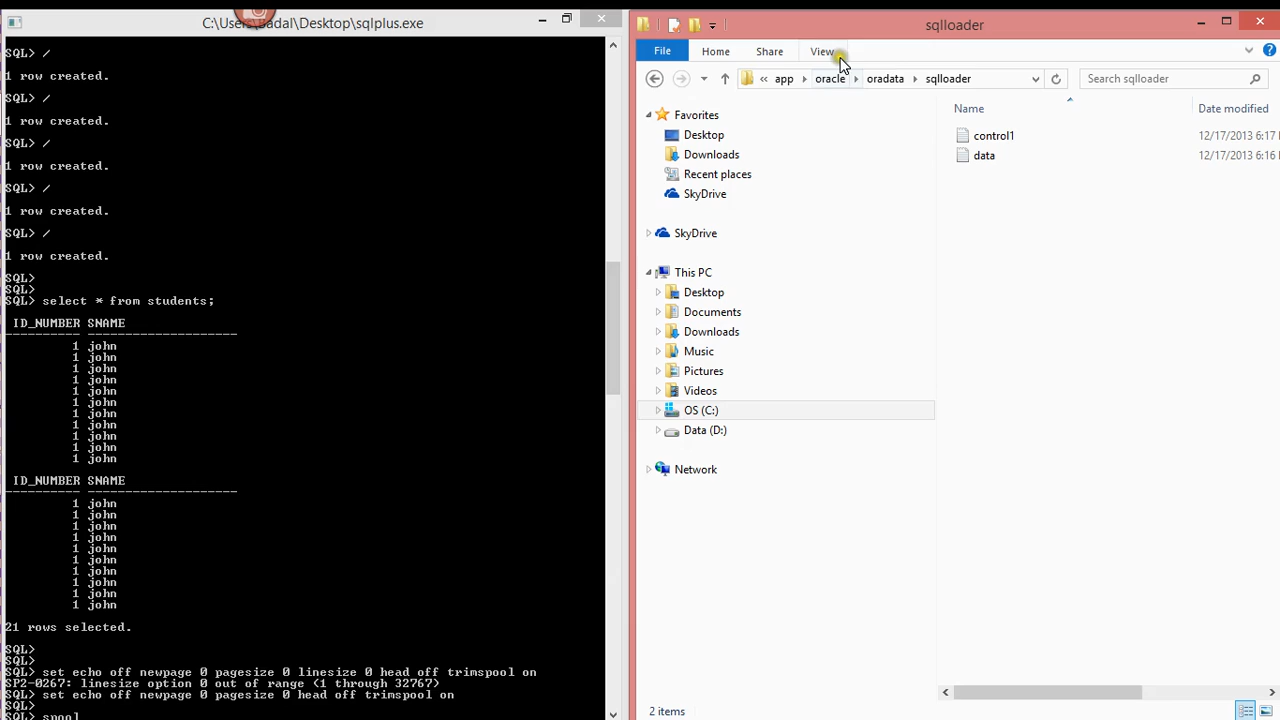 C:\Users\Badal\Desktop\sqlplus.exe
SQL> /
1 row created.
SQL> /
1 row created.
SQL> /
1 row created.
SQL> /
1 row created.
SQL> /
1 row created.
SQL>
SQL>
SQL> select * from students;
ID_NUMBER SNAME
---------- --------------------
1 john
1 john
1 john
1 john
1 john
1 john
1 john
1 john
1 john
1 john
1 john
ID_NUMBER SNAME
---------- --------------------
1 john
1 john
1 john
1 john
1 john
1 john
1 john
1 john
1 john
1 john
21 rows selected.
SQL>
SQL>
SQL> set echo off newpage 0 pagesize 0 linesize 0 head off trimspool on
SP2-0267: linesize option 0 out of range (1 through 32767)
SQL> set echo off newpage 0 pagesize 0 head off trimspool on
SQL>
SQL> spool
sqlloader
File Home Share View
« app oracle oradata sqlloader
Search sqlloader
Favorites
Desktop
Downloads
Recent places
SkyDrive
SkyDrive
This PC
Desktop
Documents
Downloads
Music
Pictures
Videos
OS (C:)
Data (D:)
Network
Name Date modified
control1 12/17/2013 6:17
data 12/17/2013 6:16
2 items